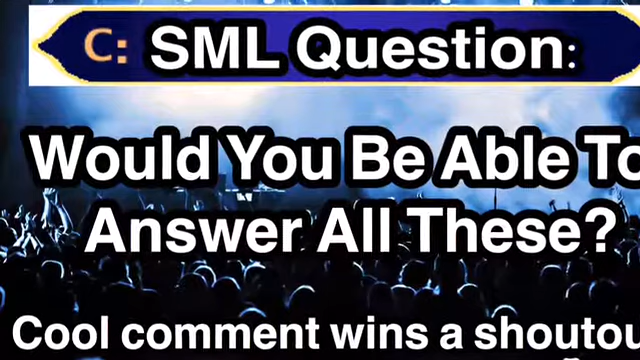 C: SML Question:
Would You Be Able To
Answer All These?
Cool comment wins a shoutou